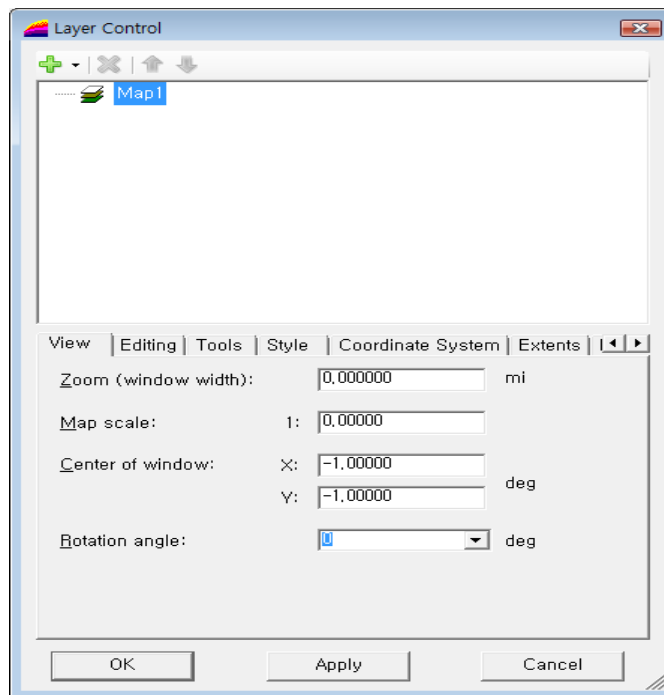 Layer Control
Map1
View Editing Tools Style Coordinate System Extents
Zoom (window width): 0,000000 mi
Map scale: 1: 0,00000
Center of window: X: -1,00000
deg
Y: -1,00000
Rotation angle: 0 deg
OK Apply Cancel